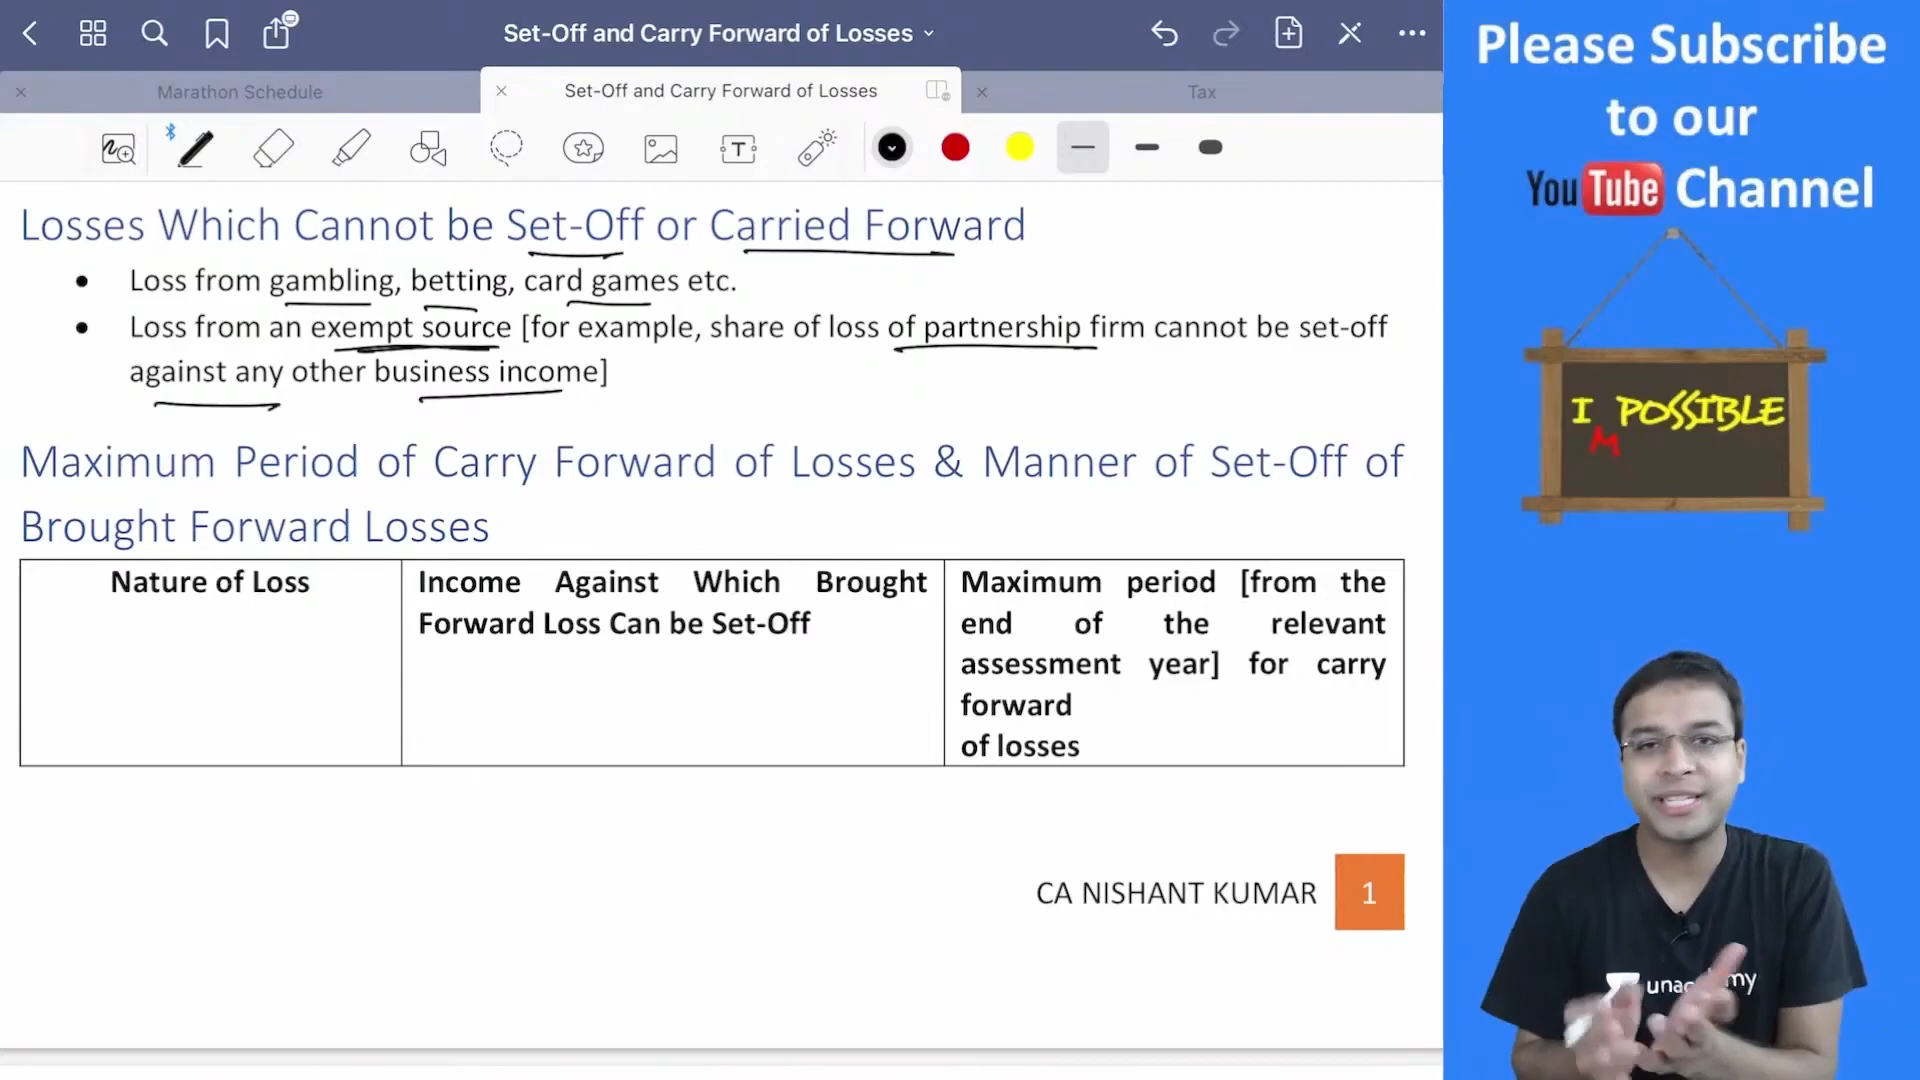 Set-Off and Carry Forward of Losses
Marathon Schedule
Set-Off and Carry Forward of Losses
Tax
Losses Which Cannot be Set-Off or Carried Forward
• Loss from gambling, betting, card games etc.
• Loss from an exempt source [for example, share of loss of partnership firm cannot be set-off
against any other business income]
Maximum Period of Carry Forward of Losses & Manner of Set-Off of
Brought Forward Losses
Nature of Loss
Income Against Which Brought
Forward Loss Can be Set-Off
Maximum period [from the
end of the relevant
assessment year] for carry
forward
of losses
CA NISHANT KUMAR 1
Please Subscribe
to our
YouTube Channel
I POSSIBLE
M